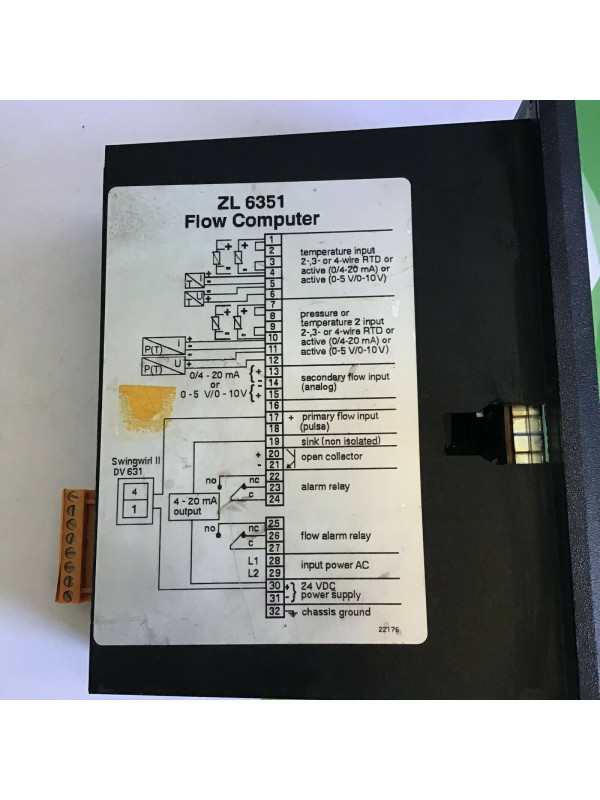 ZL 6351
Flow Computer
1
2
3
4
5
6
7
8
9
10
11
12
13
14
15
16
17
18
19
20
21
22
23
24
25
26
27
28
29
30
31
32
temperature input
2-,3- or 4-wire RTD or
active (0/4-20 mA) or
active (0-5 V/0-10V)
I
T
U
T
pressure or
temperature 2 input
2-,3- or 4-wire RTD or
active (0/4-20 mA) or
active (0-5 V/0-10V)
I
P(T)
U
P(T)
0/4 - 20 mA
or
0 - 5 V/0 - 10V
secondary flow input
(analog)
+ primary flow input
(pulse)
sink (non isolated)
+
-
open collector
Swingwirl II
DV 631
4
1
4 - 20 mA
output
no
nc
c
alarm relay
no
nc
c
flow alarm relay
L1
L2
input power AC
+
-
24 VDC
power supply
chassis ground
22176